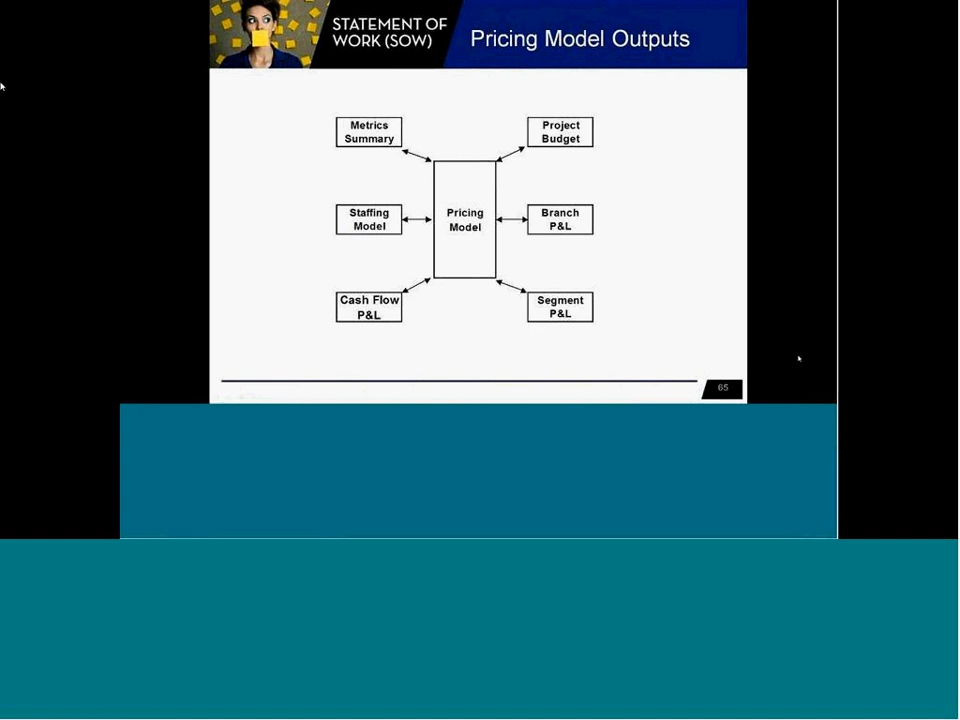 STATEMENT OF
WORK (SOW)
Pricing Model Outputs
Metrics
Summary
Project
Budget
Staffing
Model
Pricing
Model
Branch
P&L
Cash Flow
P&L
Segment
P&L
65